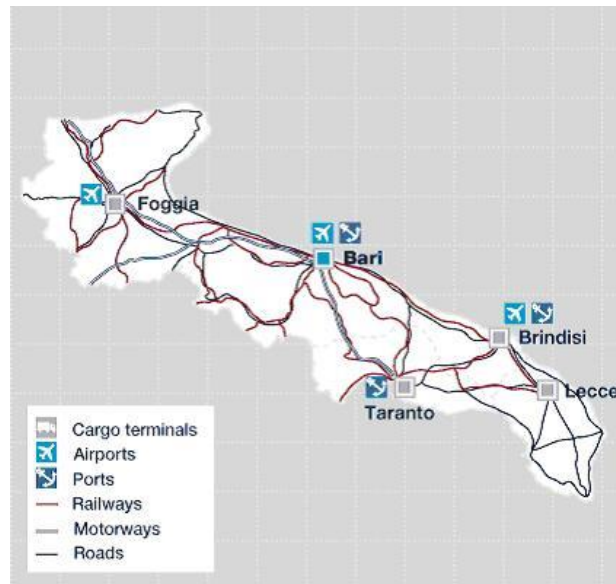 Foggia
Bari
Brindisi
Lecce
Taranto
Cargo terminals
Airports
Ports
Railways
Motorways
Roads